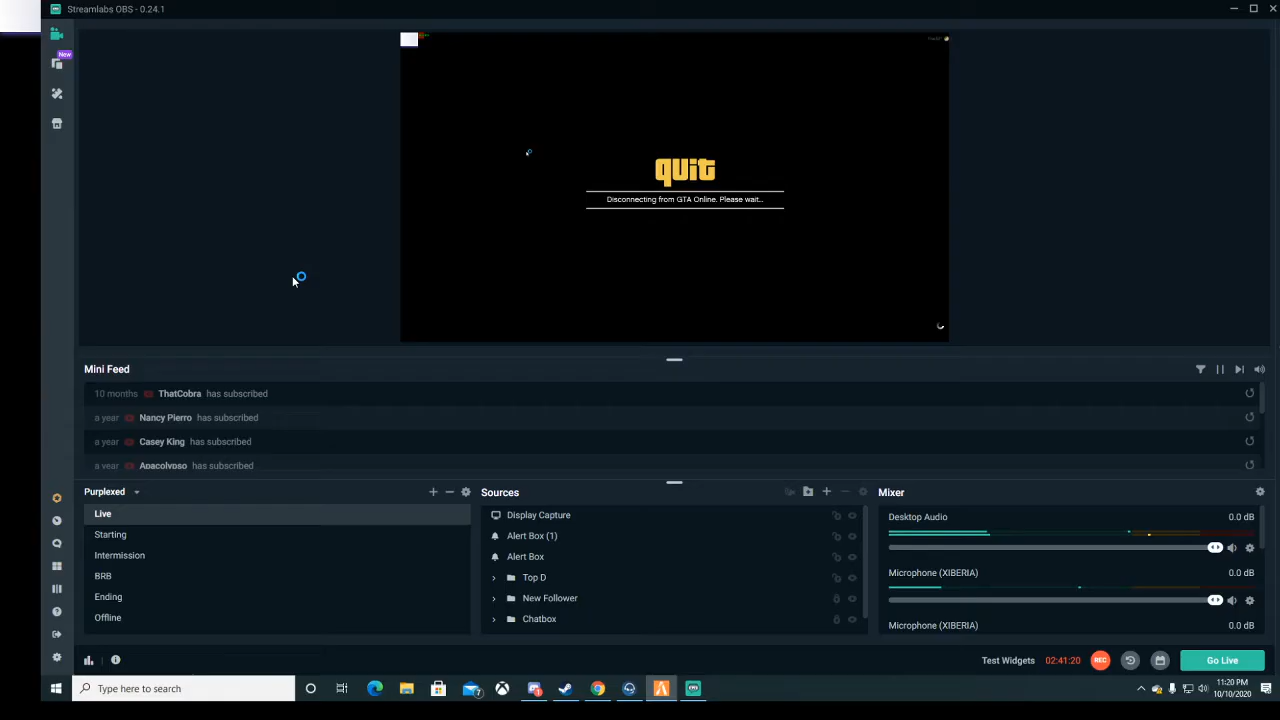 Streamlabs OBS - 0.24.1
New
quit
Disconnecting from GTA Online. Please wait...
Mini Feed
10 months ThatCobra has subscribed
a year Nancy Pierro has subscribed
a year Casey King has subscribed
a year Apacolypso has subscribed
Purplexed
Live
Starting
Intermission
BRB
Ending
Offline
Sources
Display Capture
Alert Box (1)
Alert Box
Top D
New Follower
Chatbox
Mixer
Desktop Audio 0.0 dB
Microphone (XIBERIA) 0.0 dB
Microphone (XIBERIA) 0.0 dB
Test Widgets 02:41:20 REC Go Live
Type here to search
7
1
11:20 PM
10/10/2020